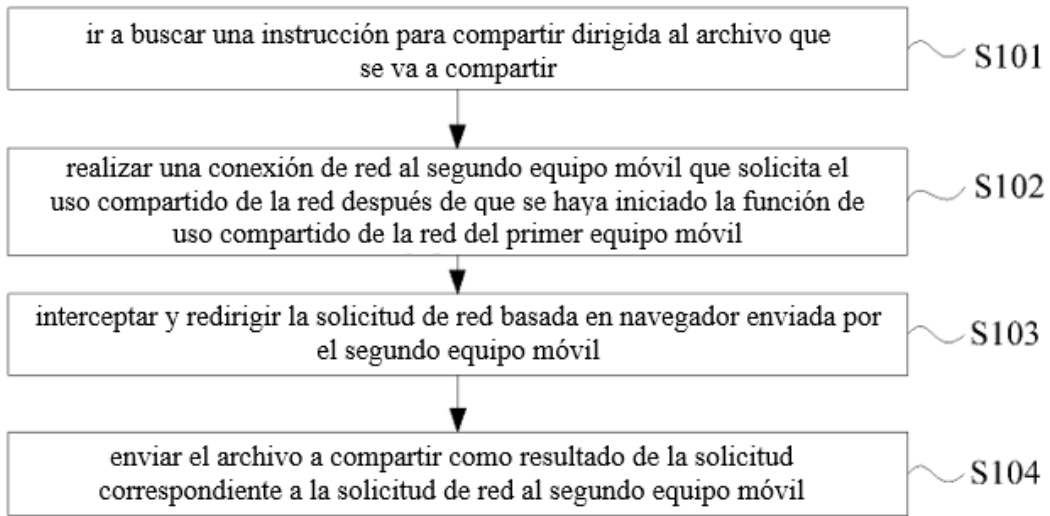 ir a buscar una instrucción para compartir dirigida al archivo que
se va a compartir
S101
realizar una conexión de red al segundo equipo móvil que solicita el
uso compartido de la red después de que se haya iniciado la función de
uso compartido de la red del primer equipo móvil
S102
interceptar y redirigir la solicitud de red basada en navegador enviada por
el segundo equipo móvil
S103
enviar el archivo a compartir como resultado de la solicitud
correspondiente a la solicitud de red al segundo equipo móvil
S104